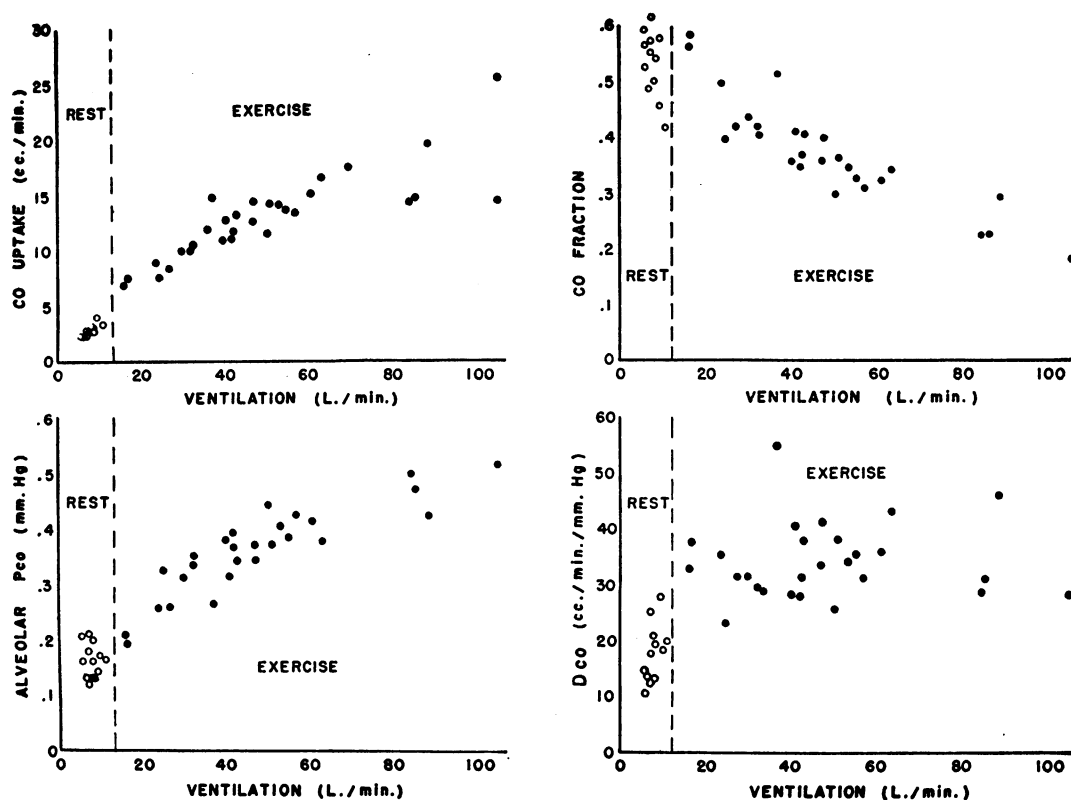 CO UPTAKE (cc./min.)
30
25
20
15
10
5
0
REST
EXERCISE
0 20 40 60 80 100
VENTILATION (L./min.)
CO FRACTION
.6
.5
.4
.3
.2
.1
0
REST
EXERCISE
0 20 40 60 80 100
VENTILATION (L./min.)
ALVEOLAR Pco (mm. Hg)
.6
.5
.4
.3
.2
.1
0
REST
EXERCISE
0 20 40 60 80 100
VENTILATION (L./min.)
Dco (cc./min./mm. Hg)
60
50
40
30
20
10
0
REST
EXERCISE
0 20 40 60 80 100
VENTILATION (L./min.)